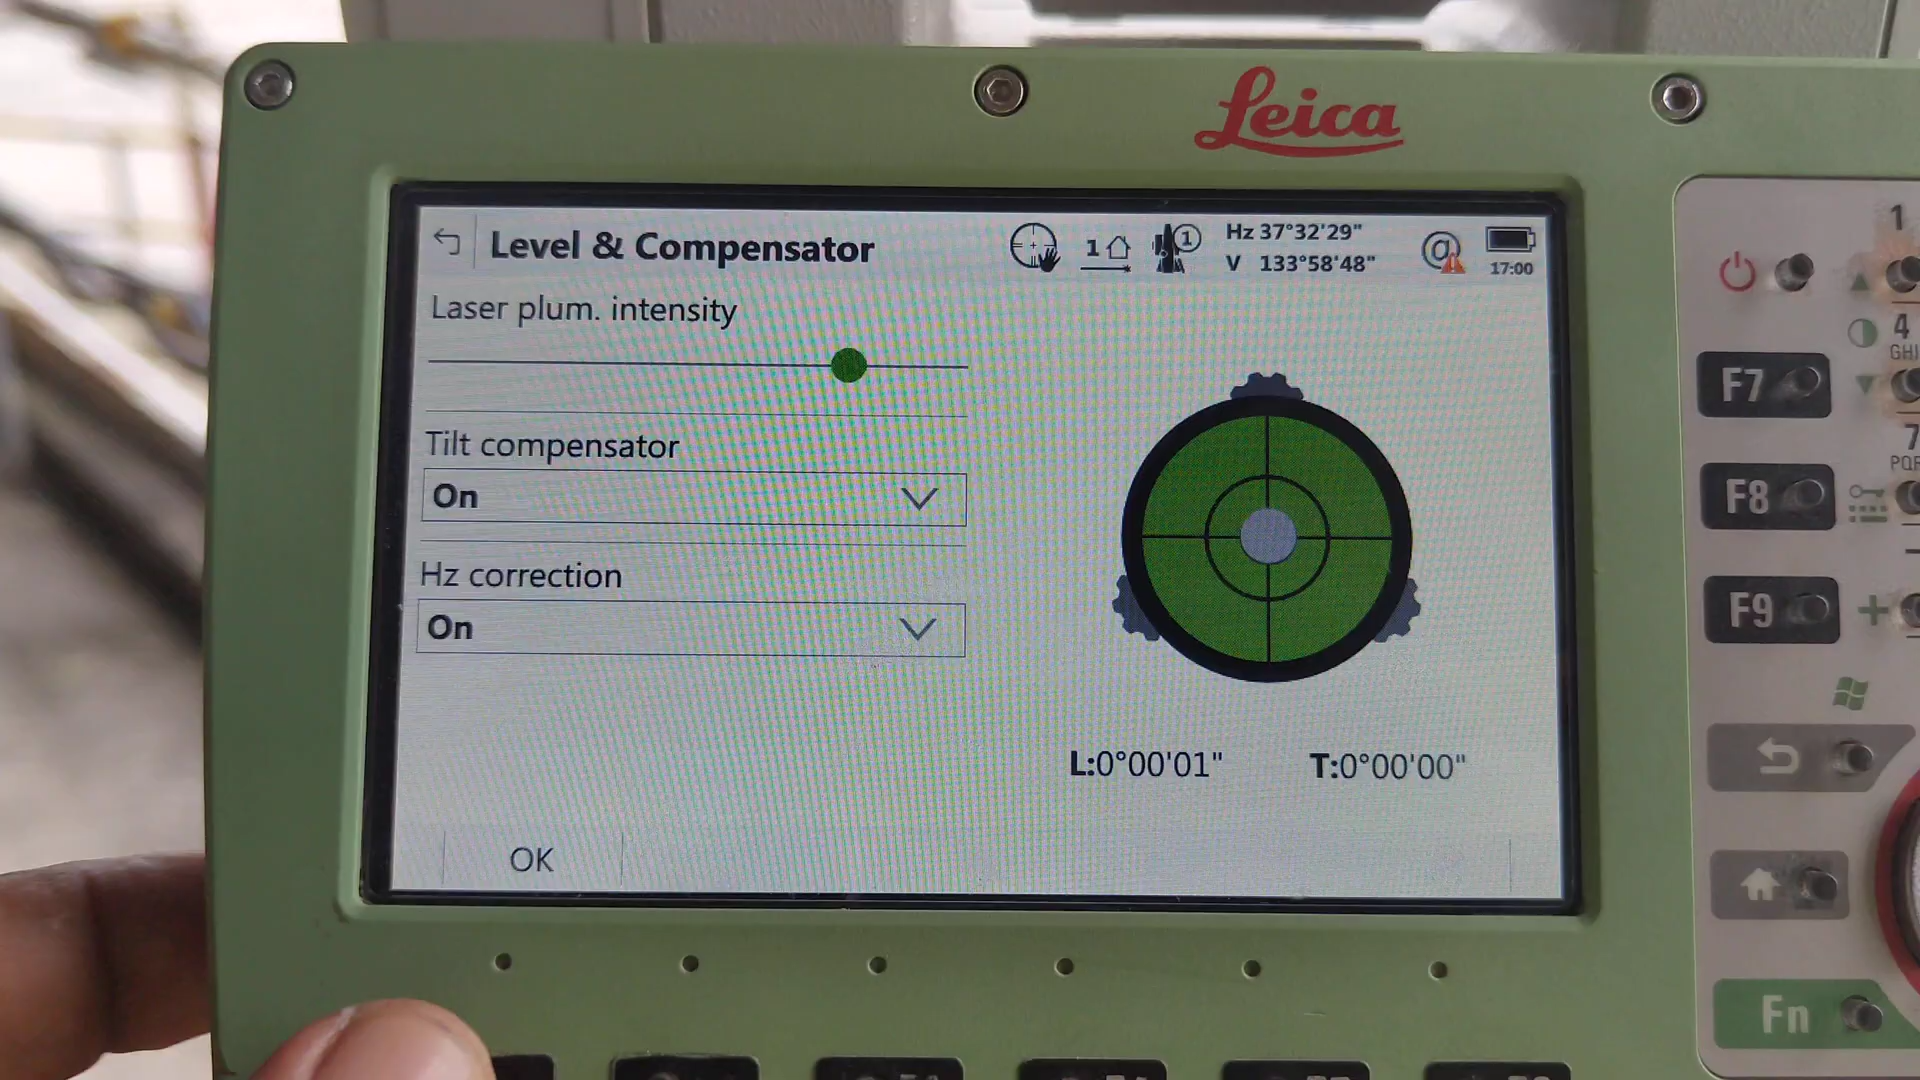 Leica
Level & Compensator
1
1
Hz 37°32'29"
V 133°58'48"
@
17:00
Laser plum. intensity
Tilt compensator
On
Hz correction
On
L:0°00'01"
T:0°00'00"
OK
1
4
GHI
F7
7
PQR
F8
F9
+
Fn